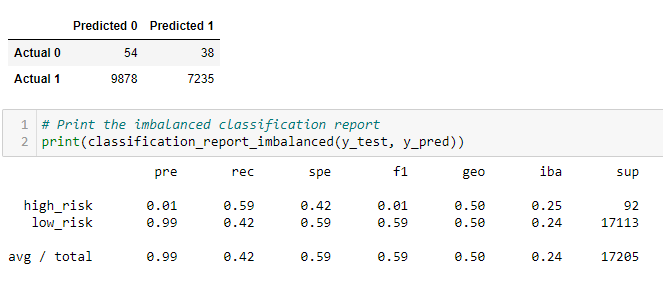 Predicted 0 Predicted 1
Actual 0 54 38
Actual 1 9878 7235
1 # Print the imbalanced classification report
2 print(classification_report_imbalanced(y_test, y_pred))
pre rec spe f1 geo iba sup
high_risk 0.01 0.59 0.42 0.01 0.50 0.25 92
low_risk 0.99 0.42 0.59 0.59 0.50 0.24 17113
avg / total 0.99 0.42 0.59 0.59 0.50 0.24 17205